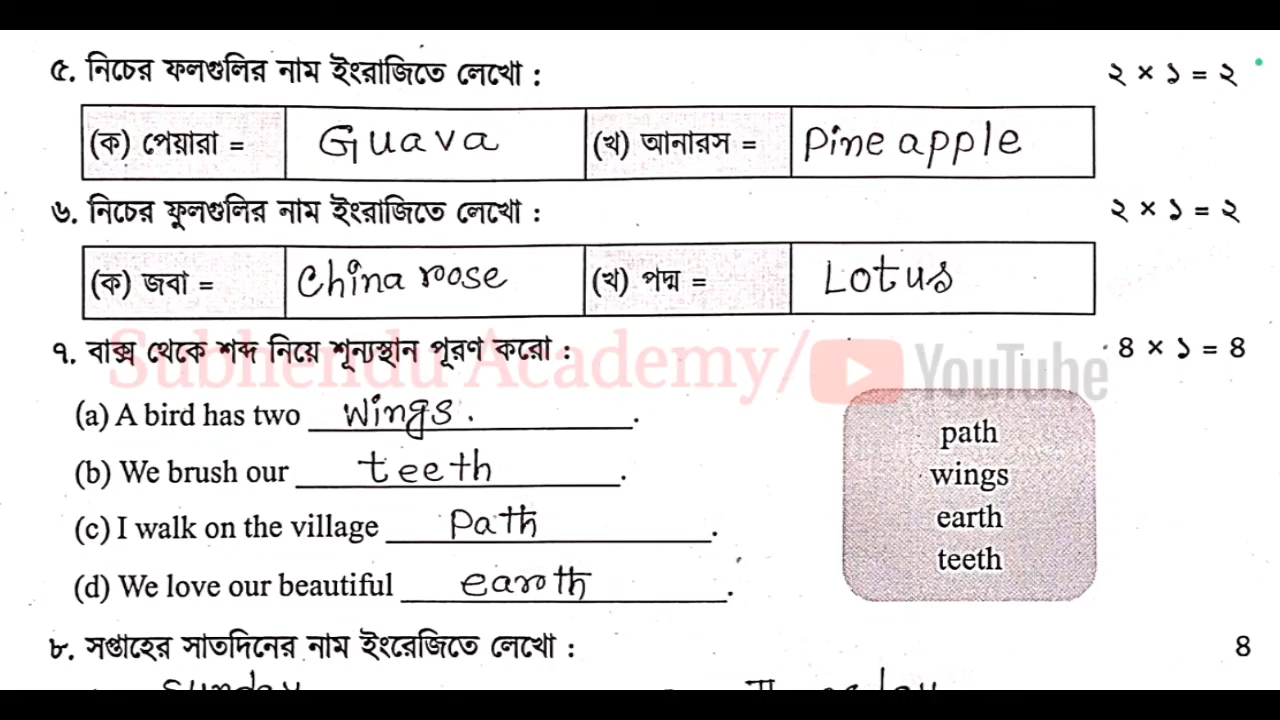 ৫. নিচের ফলগুলির নাম ইংরাজিতে লেখো : ২ × ১ = ২
(ক) পেয়ারা = Guava (খ) আনারস = Pineapple
৬. নিচের ফুলগুলির নাম ইংরাজিতে লেখো : ২ × ১ = ২
(ক) জবা = China rose (খ) পদ্ম = Lotus
Subhendu Academy/ YouTube
৭. বাক্স থেকে শব্দ নিয়ে শূন্যস্থান পূরণ করো : ৪ × ১ = ৪
(a) A bird has two wings.
(b) We brush our teeth.
(c) I walk on the village Path.
(d) We love our beautiful earth.
path
wings
earth
teeth
৮. সপ্তাহের সাতদিনের নাম ইংরেজিতে লেখো : ৪
Sunday